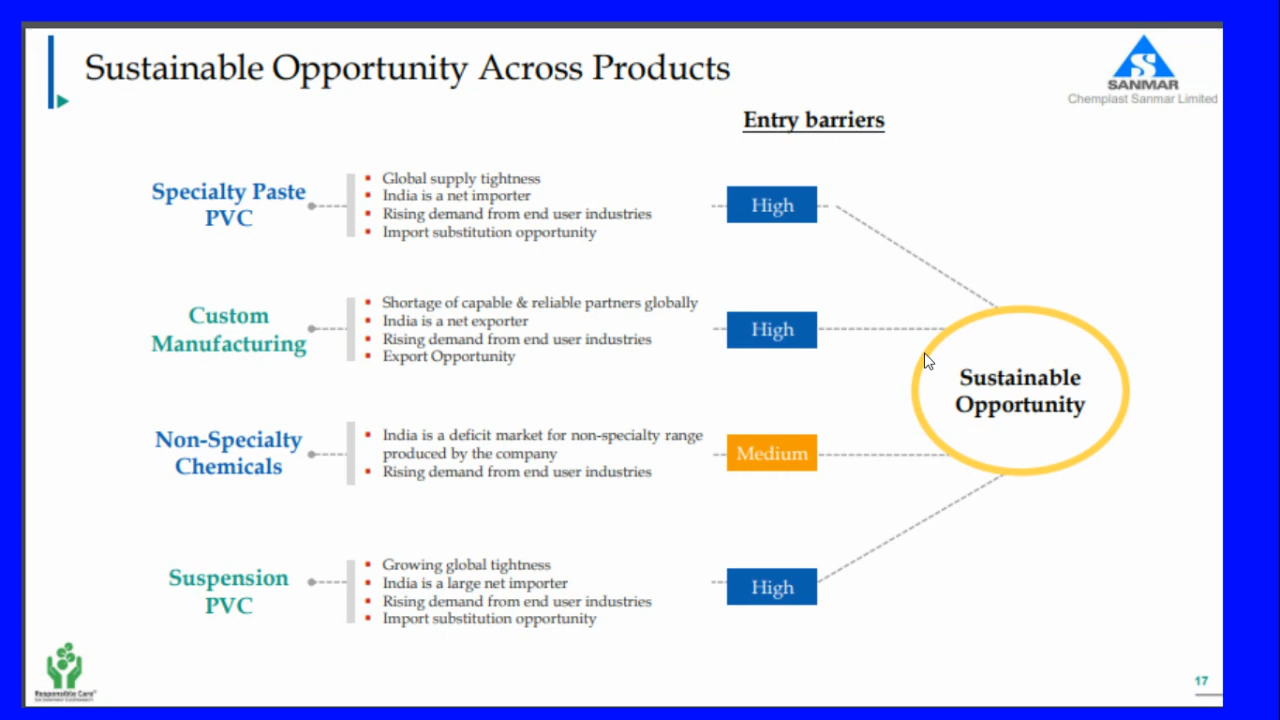 Sustainable Opportunity Across Products
SANMAR
Chemplast Sanmar Limited
Entry barriers
Specialty Paste
PVC
Global supply tightness
India is a net importer
Rising demand from end user industries
Import substitution opportunity
High
Custom
Manufacturing
Shortage of capable & reliable partners globally
India is a net exporter
Rising demand from end user industries
Export Opportunity
High
Sustainable
Opportunity
Non-Specialty
Chemicals
India is a deficit market for non-specialty range
produced by the company
Rising demand from end user industries
Medium
Suspension
PVC
Growing global tightness
India is a large net importer
Rising demand from end user industries
Import substitution opportunity
High
Responsible Care
17